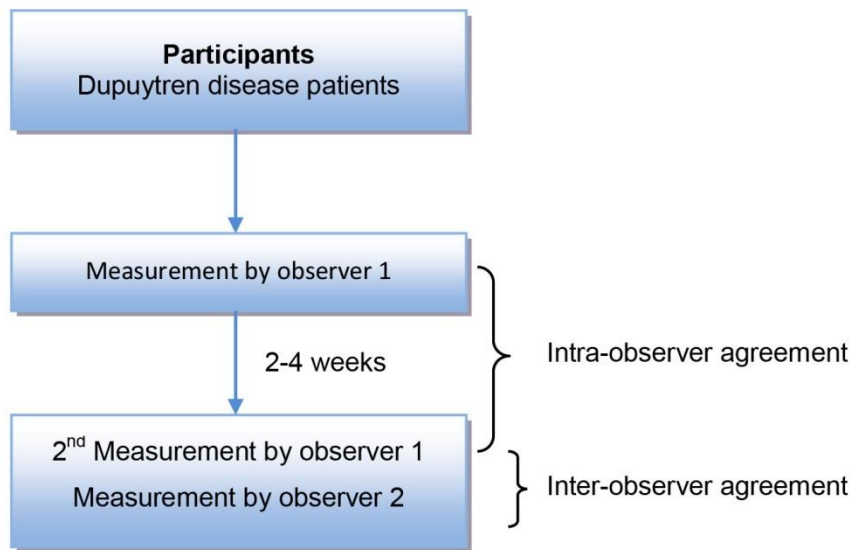 Participants
Dupuytren disease patients
Measurement by observer 1
2-4 weeks
Intra-observer agreement
2nd Measurement by observer 1
Measurement by observer 2
Inter-observer agreement